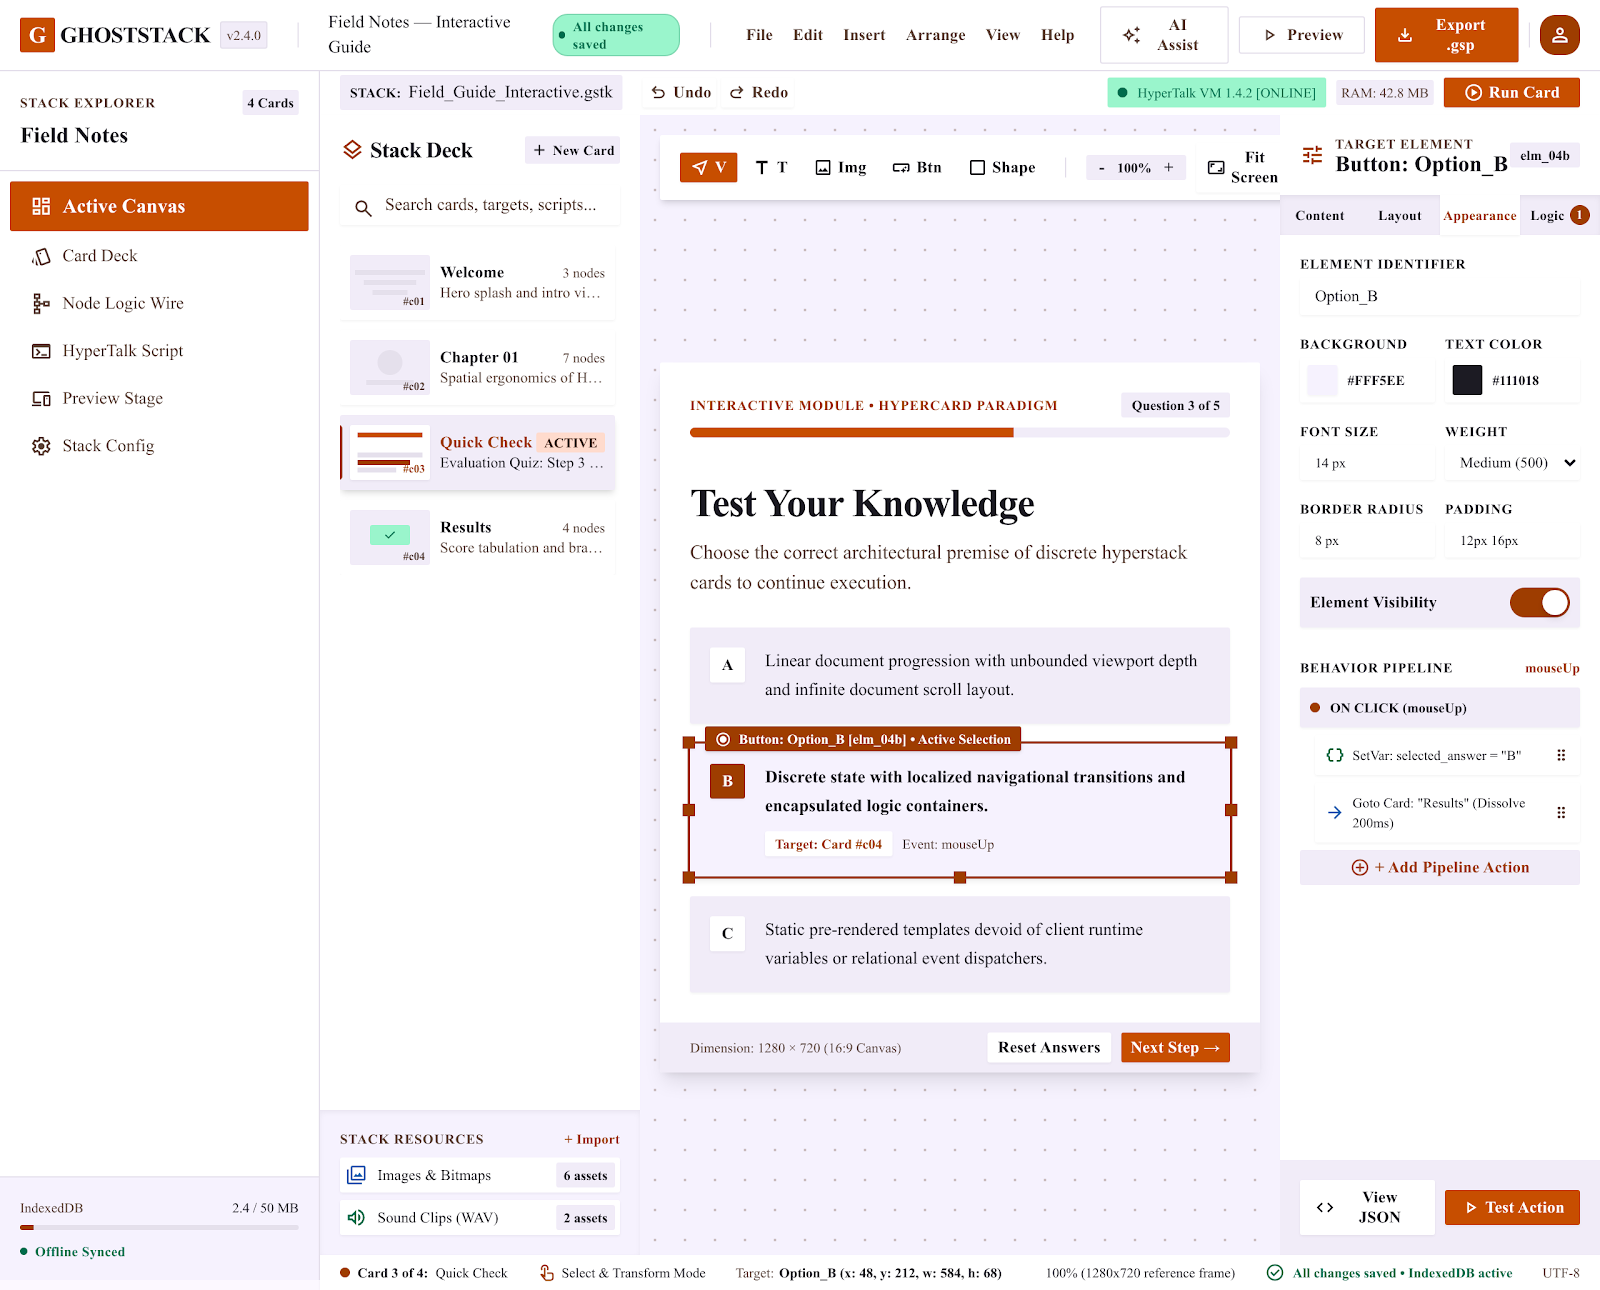 G GHOSTSTACK v2.4.0
Field Notes — Interactive
Guide
All changes
saved
File Edit Insert Arrange View Help
AI
Assist
Preview
Export
.gsp
STACK EXPLORER
4 Cards
Field Notes
Active Canvas
Card Deck
Node Logic Wire
HyperTalk Script
Preview Stage
Stack Config
IndexedDB 2.4 / 50 MB
Offline Synced
STACK: Field_Guide_Interactive.gstk
Undo Redo
HyperTalk VM 1.4.2 [ONLINE]
RAM: 42.8 MB
Run Card
Stack Deck
+ New Card
Search cards, targets, scripts...
#c01
Welcome 3 nodes
Hero splash and intro vi…
#c02
Chapter 01 7 nodes
Spatial ergonomics of H…
#c03
Quick Check ACTIVE
Evaluation Quiz: Step 3 …
#c04
Results 4 nodes
Score tabulation and bra…
STACK RESOURCES + Import
Images & Bitmaps 6 assets
Sound Clips (WAV) 2 assets
V T Img Btn Shape - 100% +
Fit
Screen
INTERACTIVE MODULE • HYPERCARD PARADIGM
Question 3 of 5
Test Your Knowledge
Choose the correct architectural premise of discrete hyperstack
cards to continue execution.
A
Linear document progression with unbounded viewport depth
and infinite document scroll layout.
Button: Option_B [elm_04b] • Active Selection
B
Discrete state with localized navigational transitions and
encapsulated logic containers.
Target: Card #c04 Event: mouseUp
C
Static pre-rendered templates devoid of client runtime
variables or relational event dispatchers.
Dimension: 1280 × 720 (16:9 Canvas)
Reset Answers
Next Step →
TARGET ELEMENT
Button: Option_B
elm_04b
Content Layout Appearance Logic 1
ELEMENT IDENTIFIER
Option_B
BACKGROUND TEXT COLOR
#FFF5EE #111018
FONT SIZE WEIGHT
14 px Medium (500)
BORDER RADIUS PADDING
8 px 12px 16px
Element Visibility
BEHAVIOR PIPELINE mouseUp
ON CLICK (mouseUp)
SetVar: selected_answer = "B"
Goto Card: "Results" (Dissolve
200ms)
+ Add Pipeline Action
View
JSON
Test Action
Card 3 of 4: Quick Check
Select & Transform Mode
Target: Option_B (x: 48, y: 212, w: 584, h: 68)
100% (1280x720 reference frame)
All changes saved • IndexedDB active
UTF-8